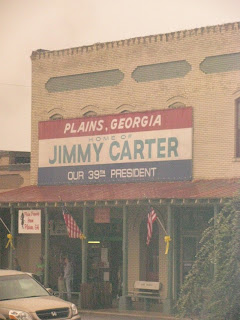 PLAINS, GEORGIA
HOME OF
JIMMY CARTER
OUR 39TH PRESIDENT